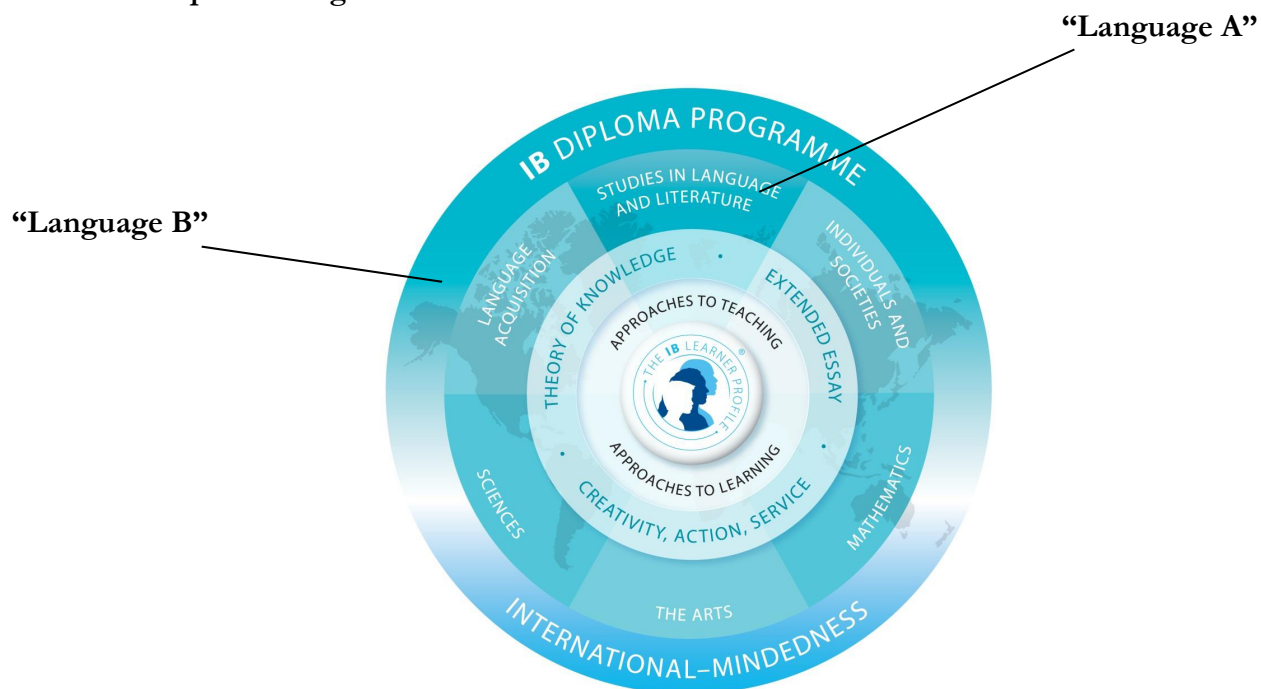 “Language A”
“Language B”
IB DIPLOMA PROGRAMME
STUDIES IN LANGUAGE
AND LITERATURE
LANGUAGE
ACQUISITION
INDIVIDUALS AND
SOCIETIES
THEORY OF KNOWLEDGE
EXTENDED ESSAY
APPROACHES TO TEACHING
THE IB LEARNER PROFILE ®
APPROACHES TO LEARNING
CREATIVITY, ACTION, SERVICE
SCIENCES
MATHEMATICS
THE ARTS
INTERNATIONAL–MINDEDNESS